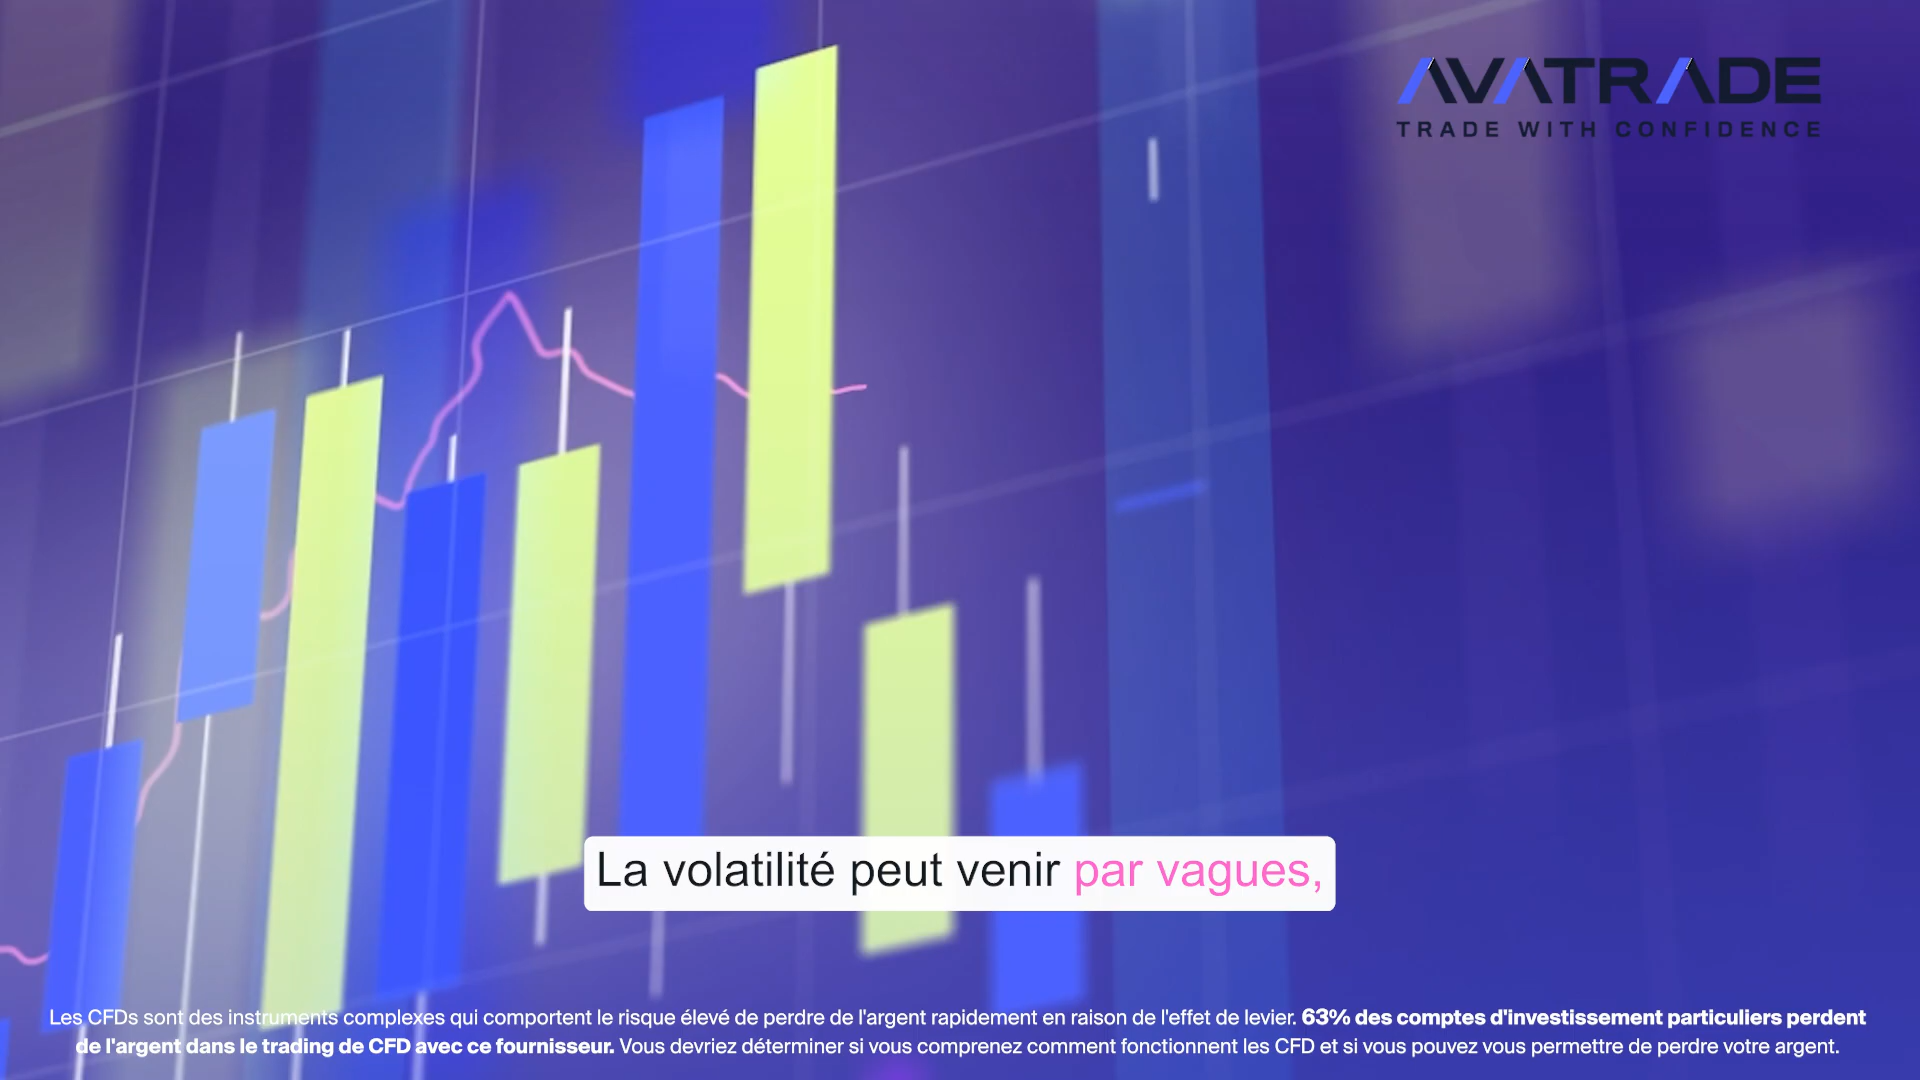 AVATRADE
TRADE WITH CONFIDENCE
La volatilité peut venir par vagues,
Les CFDs sont des instruments complexes qui comportent le risque élevé de perdre de l'argent rapidement en raison de l'effet de levier. 63% des comptes d'investissement particuliers perdent
de l'argent dans le trading de CFD avec ce fournisseur. Vous devriez déterminer si vous comprenez comment fonctionnent les CFD et si vous pouvez vous permettre de perdre votre argent.